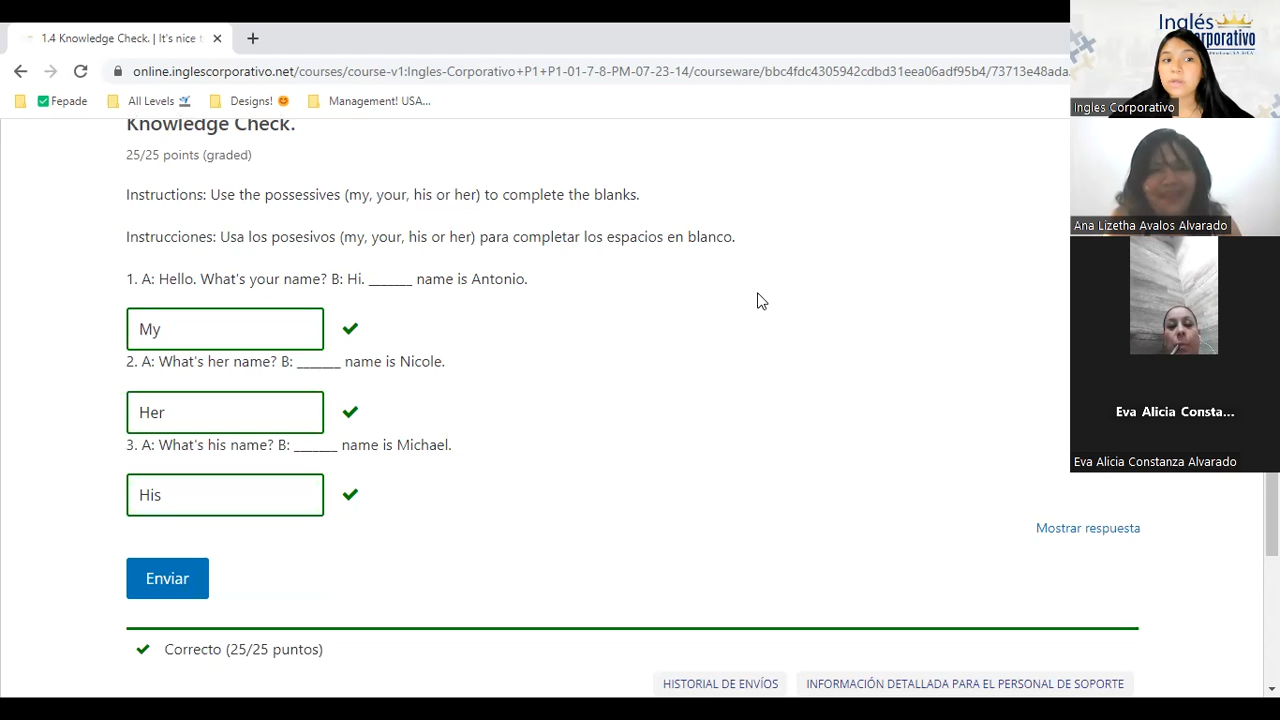 1.4 Knowledge Check. | It's nice t
online.inglescorporativo.net/courses/course-v1:Ingles-Corporativo+P1+P1-01-7-8-PM-07-23-14/courseware/bbc4fdc4305942cdbd31eea06adf95b4/73713e48ada
Fepade All Levels Designs! Management! USA...
Knowledge Check.
25/25 points (graded)
Instructions: Use the possessives (my, your, his or her) to complete the blanks.
Instrucciones: Usa los posesivos (my, your, his or her) para completar los espacios en blanco.
1. A: Hello. What's your name? B: Hi. _______ name is Antonio.
My
2. A: What's her name? B: _______ name is Nicole.
Her
3. A: What's his name? B: _______ name is Michael.
His
Mostrar respuesta
Enviar
Correcto (25/25 puntos)
HISTORIAL DE ENVÍOS INFORMACIÓN DETALLADA PARA EL PERSONAL DE SOPORTE
Inglés
Ingles Corporativo
Ana Lizetha Avalos Alvarado
Eva Alicia Consta...
Eva Alicia Constanza Alvarado